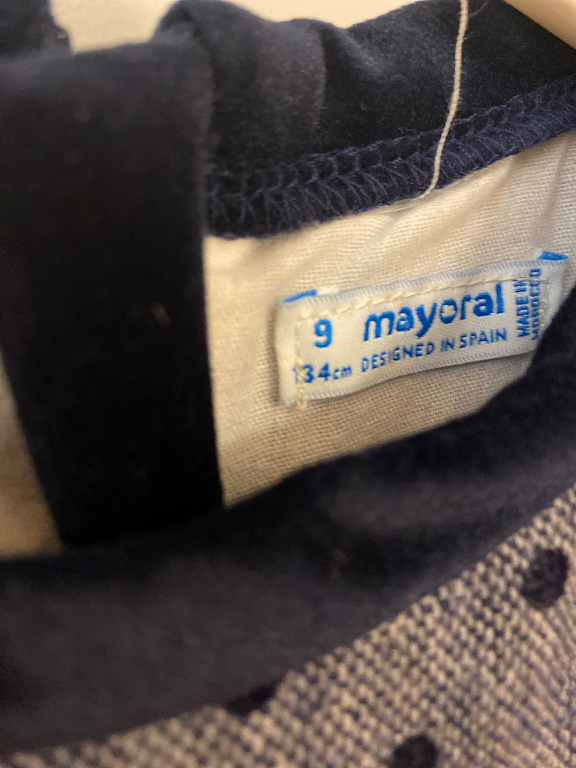 9 mayoral
134cm DESIGNED IN SPAIN
MADE IN
MOROCCO